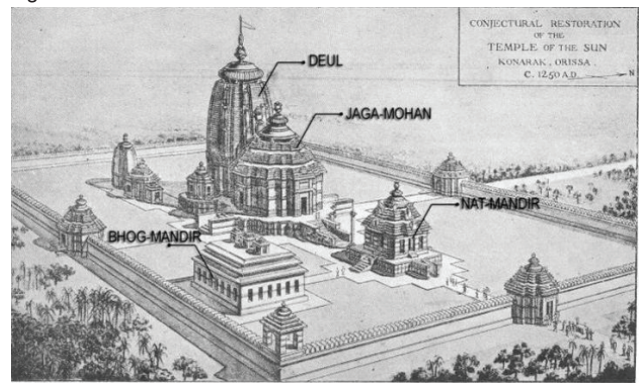 CONJECTURAL RESTORATION
OF THE
TEMPLE OF THE SUN
KONARAK, ORISSA.
C. 1250 A.D.
N
DEUL
JAGA-MOHAN
NAT-MANDIR
BHOG-MANDIR